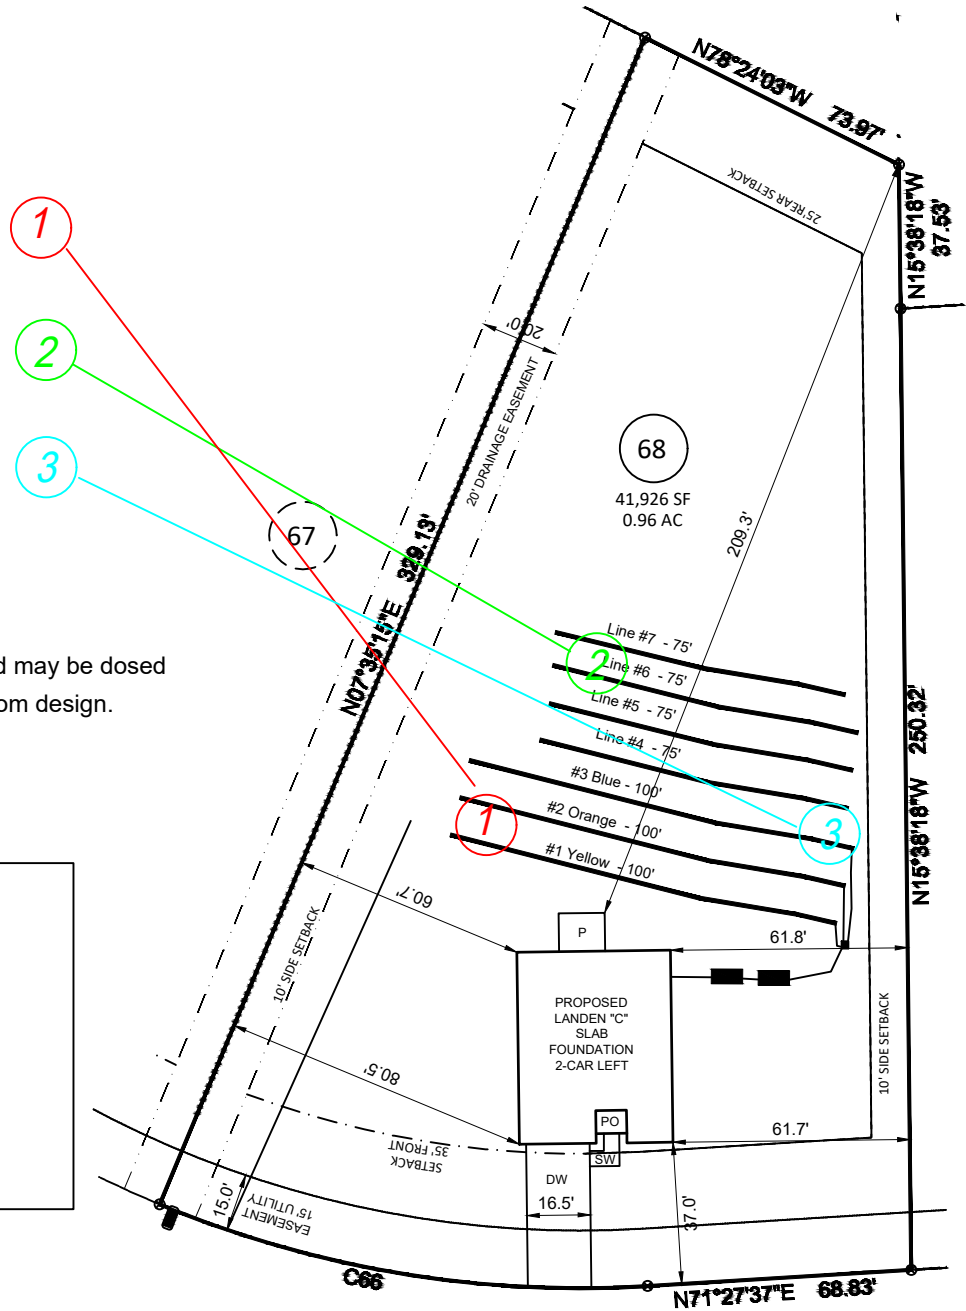 N78°24'03"W 73.97'
25' REAR SETBACK
N15°38'18"W
37.53'
1
2
3
20.0'
20' DRAINAGE EASEMENT
67
68
41,926 SF
0.96 AC
209.3'
N07°35'15"E 329.13'
d may be dosed
om design.
Line #7 - 75'
2
Line #6 - 75'
Line #5 - 75'
Line #4 - 75'
#3 Blue - 100'
#2 Orange - 100'
1
3
#1 Yellow - 100'
N15°38'18"W 250.32'
60.7'
P
61.8'
10' SIDE SETBACK
PROPOSED
LANDEN "C"
SLAB
FOUNDATION
2-CAR LEFT
10' SIDE SETBACK
80.5'
PO
61.7'
35' FRONT
SETBACK
SW
DW
16.5'
15.0'
15' UTILITY
EASEMENT
37.0'
C66
N71°27'37"E 68.83'